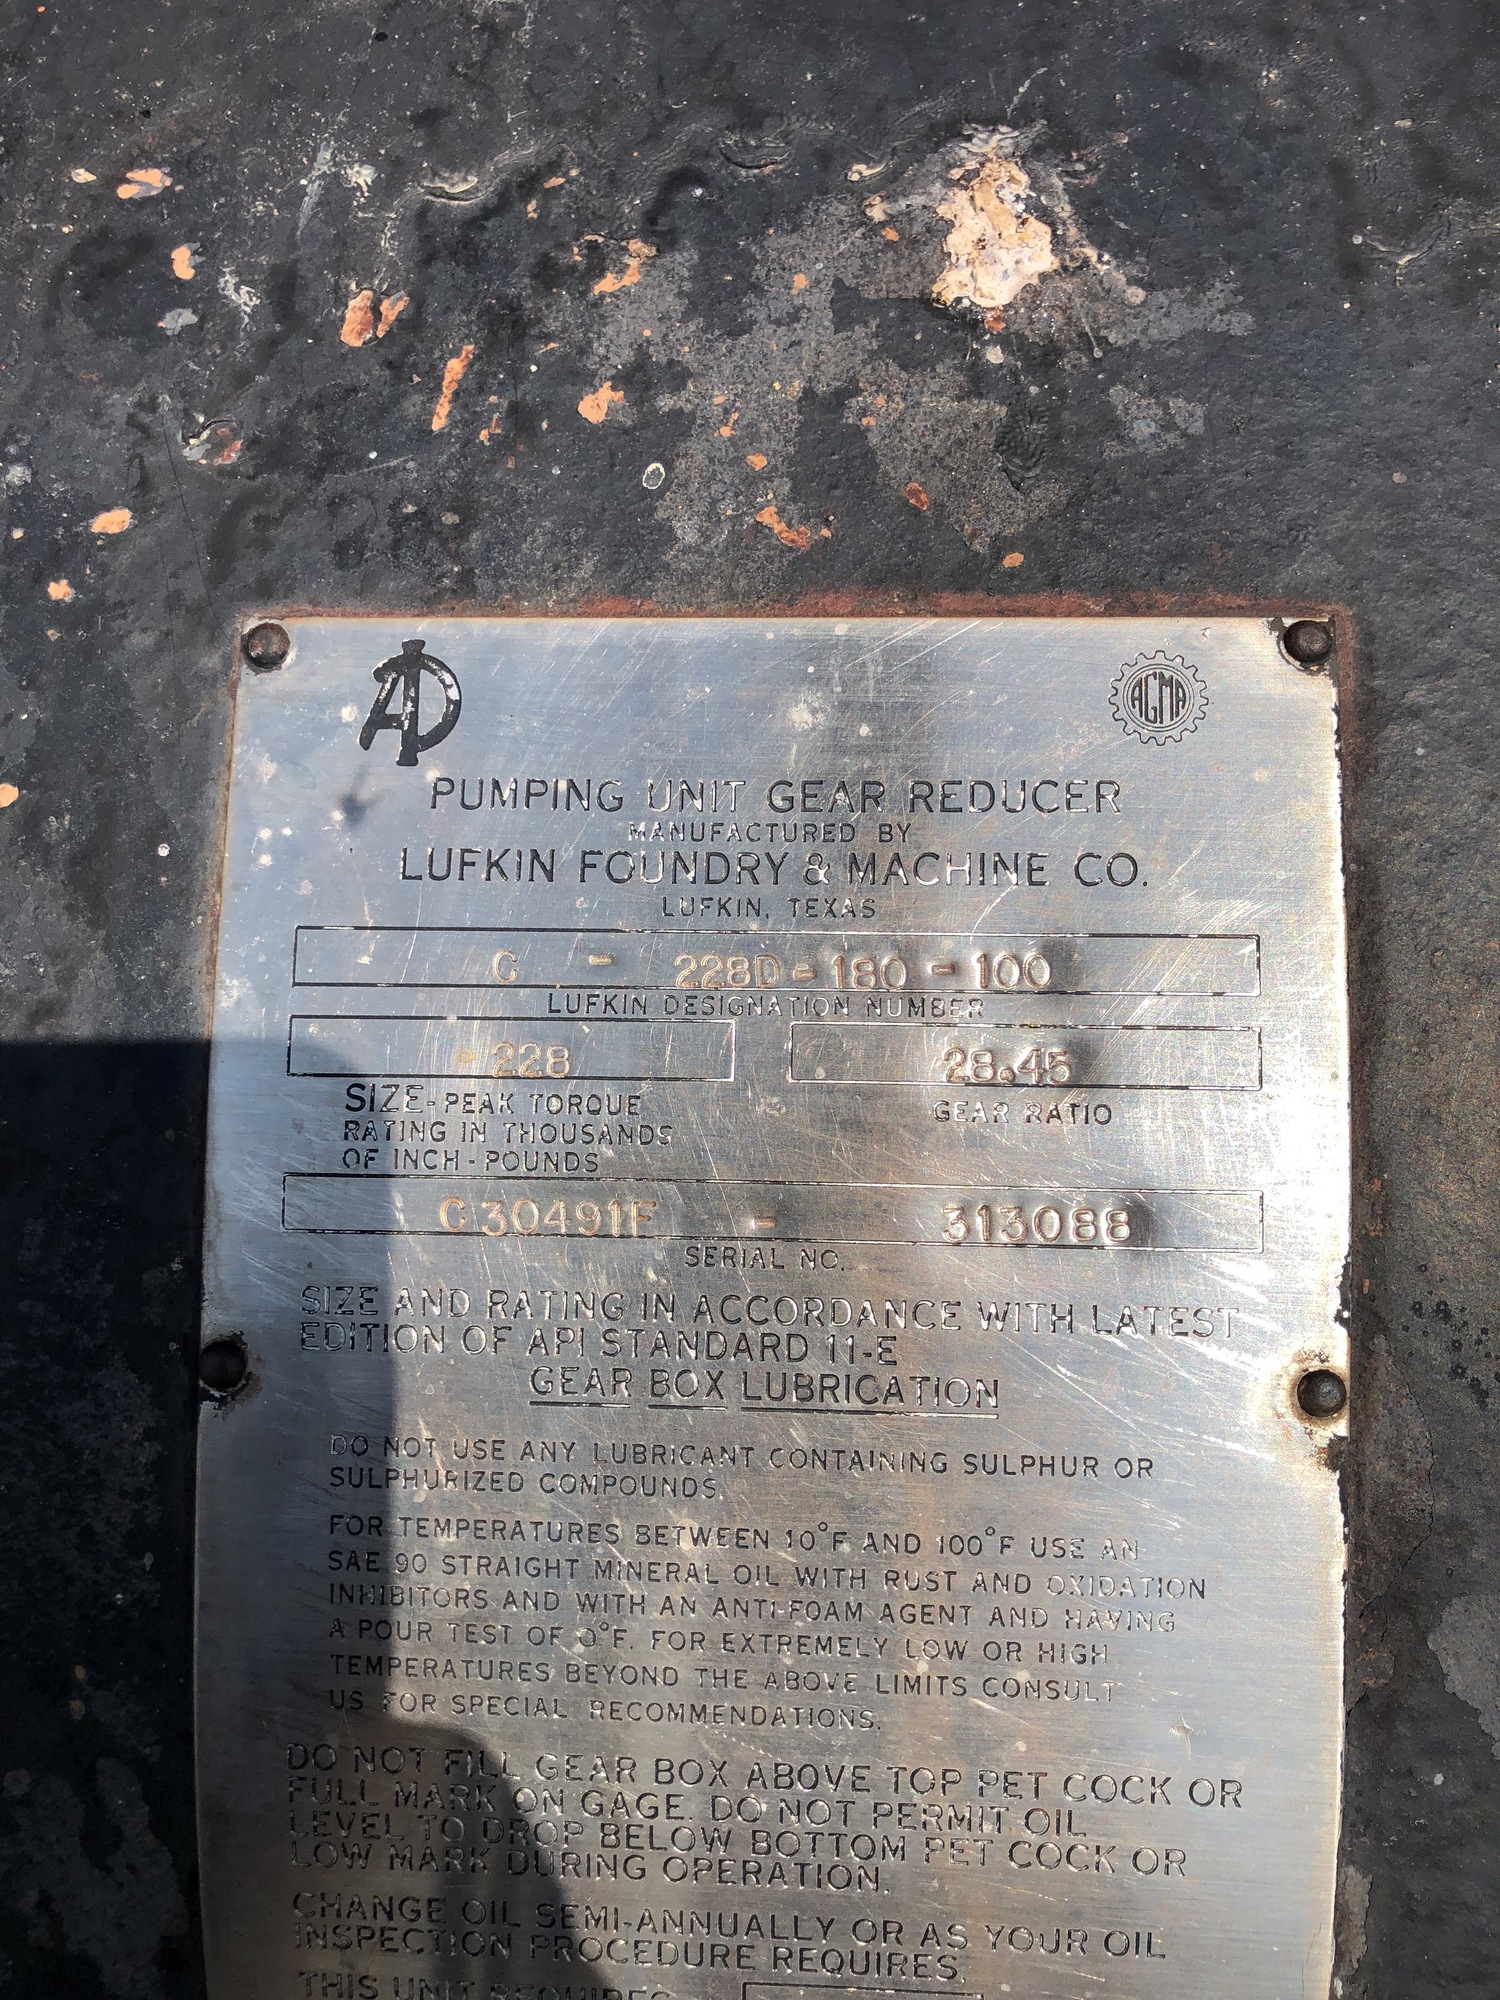 API
AGMA
PUMPING UNIT GEAR REDUCER
MANUFACTURED BY
LUFKIN FOUNDRY & MACHINE CO.
LUFKIN, TEXAS
C - 228D - 180 - 100
LUFKIN DESIGNATION NUMBER
- 228 28.45
SIZE-PEAK TORQUE GEAR RATIO
RATING IN THOUSANDS
OF INCH-POUNDS
C30491F - 313088
SERIAL NO.
SIZE AND RATING IN ACCORDANCE WITH LATEST
EDITION OF API STANDARD 11-E
GEAR BOX LUBRICATION
DO NOT USE ANY LUBRICANT CONTAINING SULPHUR OR
SULPHURIZED COMPOUNDS.
FOR TEMPERATURES BETWEEN 10°F AND 100°F USE AN
SAE 90 STRAIGHT MINERAL OIL WITH RUST AND OXIDATION
INHIBITORS AND WITH AN ANTI-FOAM AGENT AND HAVING
A POUR TEST OF 0°F. FOR EXTREMELY LOW OR HIGH
TEMPERATURES BEYOND THE ABOVE LIMITS CONSULT
US FOR SPECIAL RECOMMENDATIONS.
DO NOT FILL GEAR BOX ABOVE TOP PET COCK OR
FULL MARK ON GAGE. DO NOT PERMIT OIL
LEVEL TO DROP BELOW BOTTOM PET COCK OR
LOW MARK DURING OPERATION.
CHANGE OIL SEMI-ANNUALLY OR AS YOUR OIL
INSPECTION PROCEDURE REQUIRES.
THIS UNIT REQUIRES